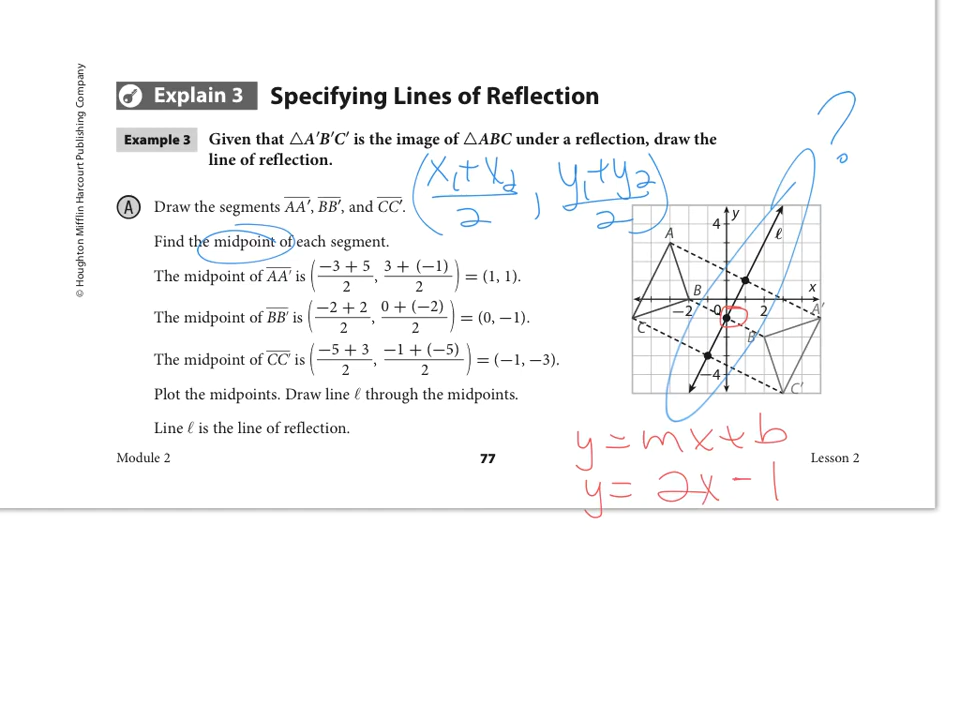 © Houghton Mifflin Harcourt Publishing Company
Explain 3 Specifying Lines of Reflection
Example 3 Given that △A′B′C′ is the image of △ABC under a reflection, draw the
line of reflection.
(x₁+x₂/2, y₁+y₂/2)
?
A Draw the segments AA′, BB′, and CC′.
Find the midpoint of each segment.
The midpoint of AA′ is (−3 + 5/2, 3 + (−1)/2) = (1, 1).
The midpoint of BB′ is (−2 + 2/2, 0 + (−2)/2) = (0, −1).
The midpoint of CC′ is (−5 + 3/2, −1 + (−5)/2) = (−1, −3).
Plot the midpoints. Draw line ℓ through the midpoints.
Line ℓ is the line of reflection.
4 y
A ℓ
B x
−2 0 2 A′
C B′
−4 C′
y = mx + b
y = 2x − 1
Module 2 77 Lesson 2